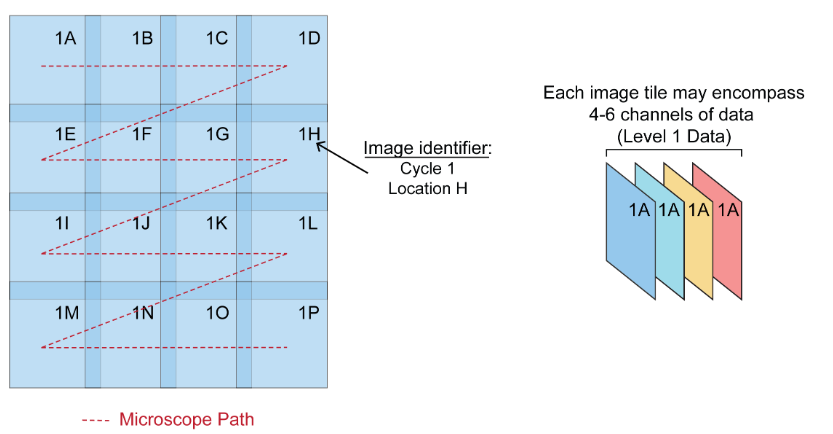 1A 1B 1C 1D
1E 1F 1G 1H
1I 1J 1K 1L
1M 1N 1O 1P
Microscope Path
Image identifier:
Cycle 1
Location H
Each image tile may encompass
4-6 channels of data
(Level 1 Data)
1A 1A 1A 1A